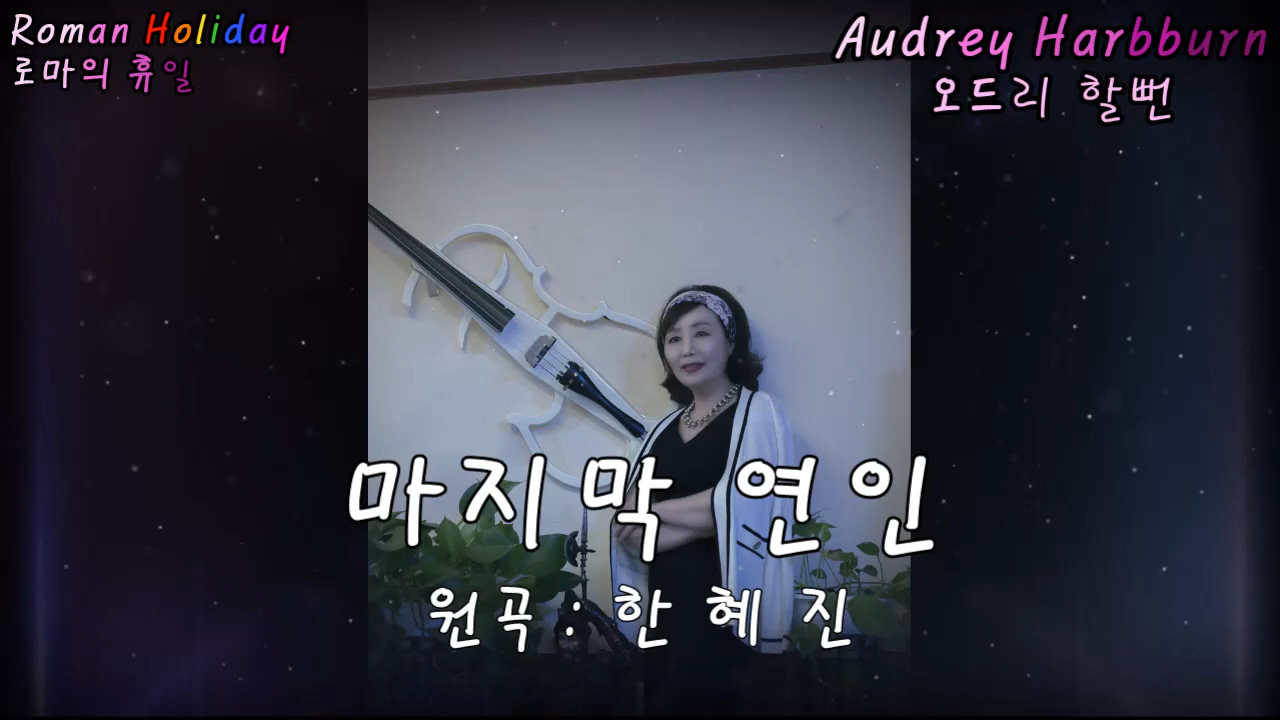 Roman Holiday
로마의 휴일
Audrey Harbburn
오드리 할뻔
마지막 연인
원곡 : 한 혜 진